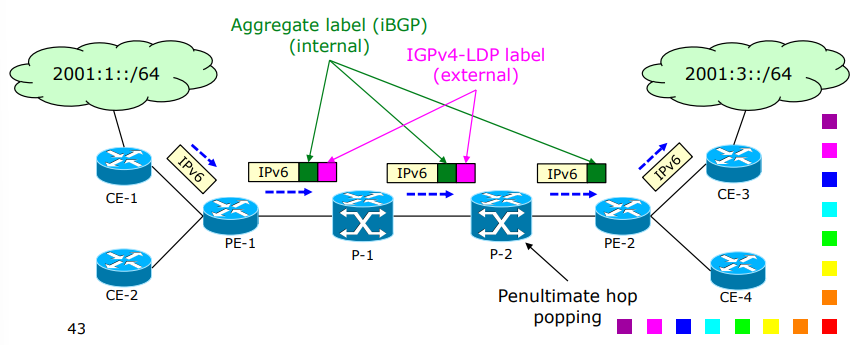 Aggregate label (iBGP)
(internal)
IGPv4-LDP label
(external)
2001:1::/64
2001:3::/64
IPv6
IPv6
IPv6
IPv6
IPv6
CE-1
CE-3
PE-1
P-1
P-2
PE-2
CE-2
CE-4
Penultimate hop
popping
43